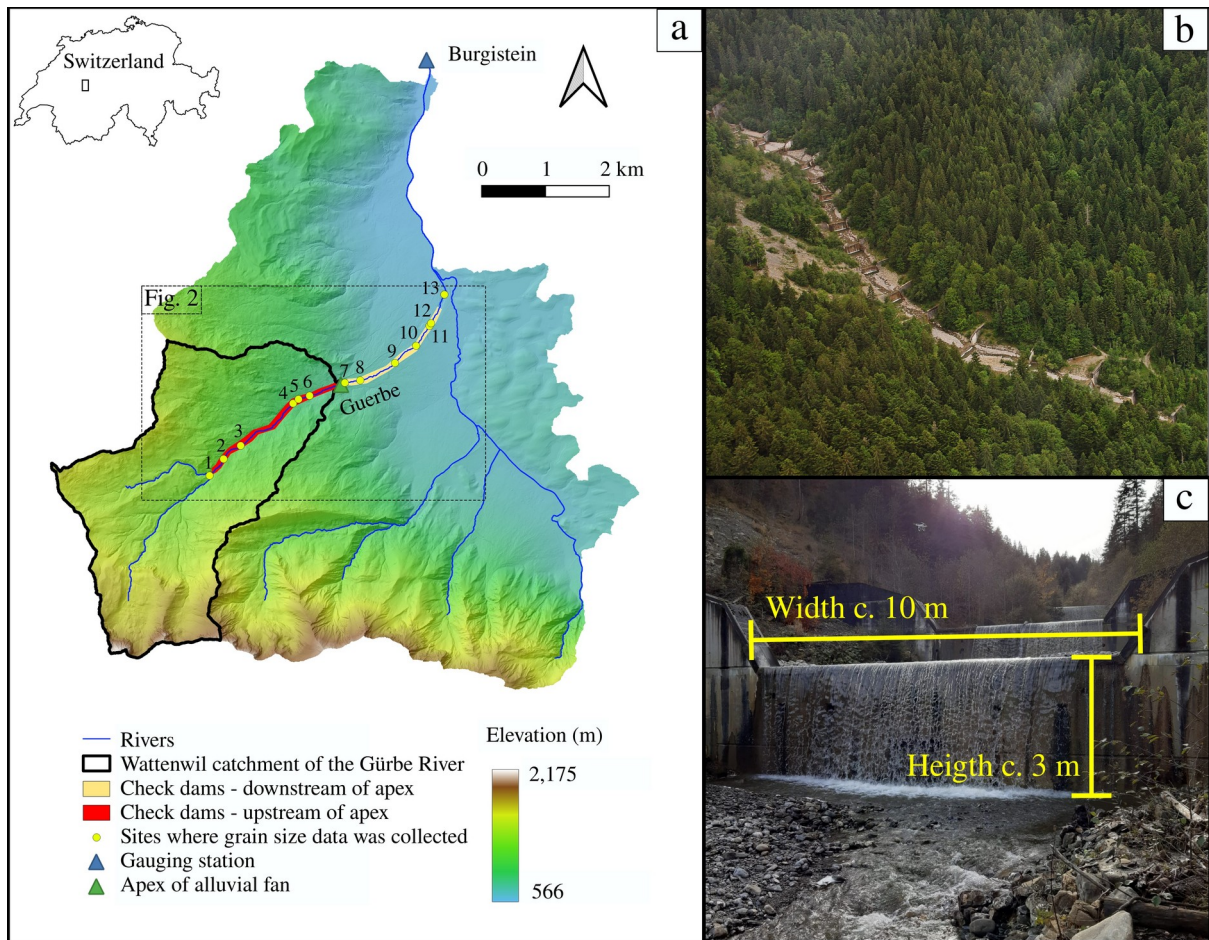 a
Switzerland
Burgistein
0 1 2 km
Fig. 2
13
12
11
10
9
8
7
6
5
4
3
2
1
Guerbe
Rivers
Wattenwil catchment of the Gürbe River
Check dams - downstream of apex
Check dams - upstream of apex
Sites where grain size data was collected
Gauging station
Apex of alluvial fan
Elevation (m)
2,175
566
b
c
Width c. 10 m
Heigth c. 3 m